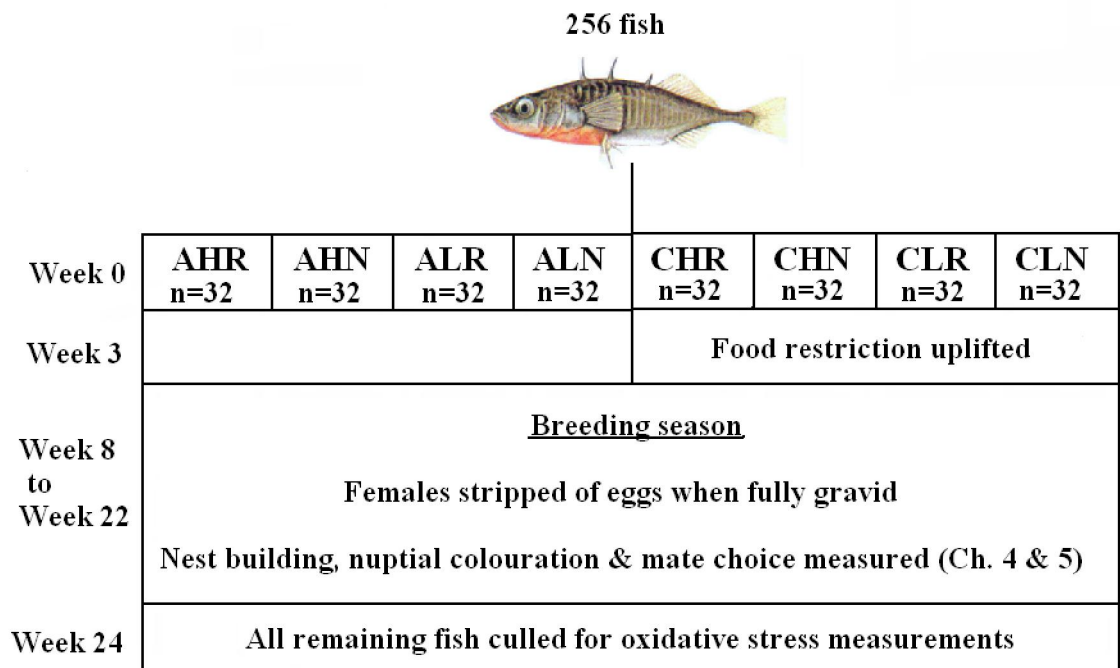 256 fish
Week 0
AHR AHN ALR ALN CHR CHN CLR CLN
n=32 n=32 n=32 n=32 n=32 n=32 n=32 n=32
Week 3
Food restriction uplifted
Week 8
to
Week 22
Breeding season
Females stripped of eggs when fully gravid
Nest building, nuptial colouration & mate choice measured (Ch. 4 & 5)
Week 24
All remaining fish culled for oxidative stress measurements